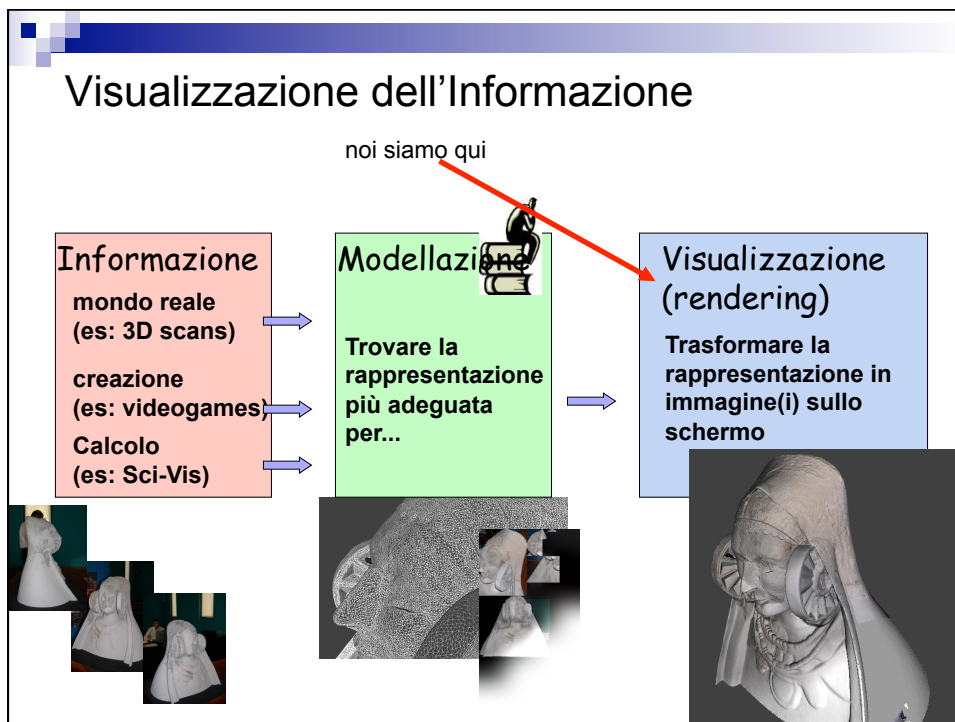 Visualizzazione dell’Informazione
noi siamo qui
Informazione
mondo reale
(es: 3D scans)
creazione
(es: videogames)
Calcolo
(es: Sci-Vis)
Modellazione
Trovare la
rappresentazione
più adeguata
per...
Visualizzazione
(rendering)
Trasformare la
rappresentazione in
immagine(i) sullo
schermo